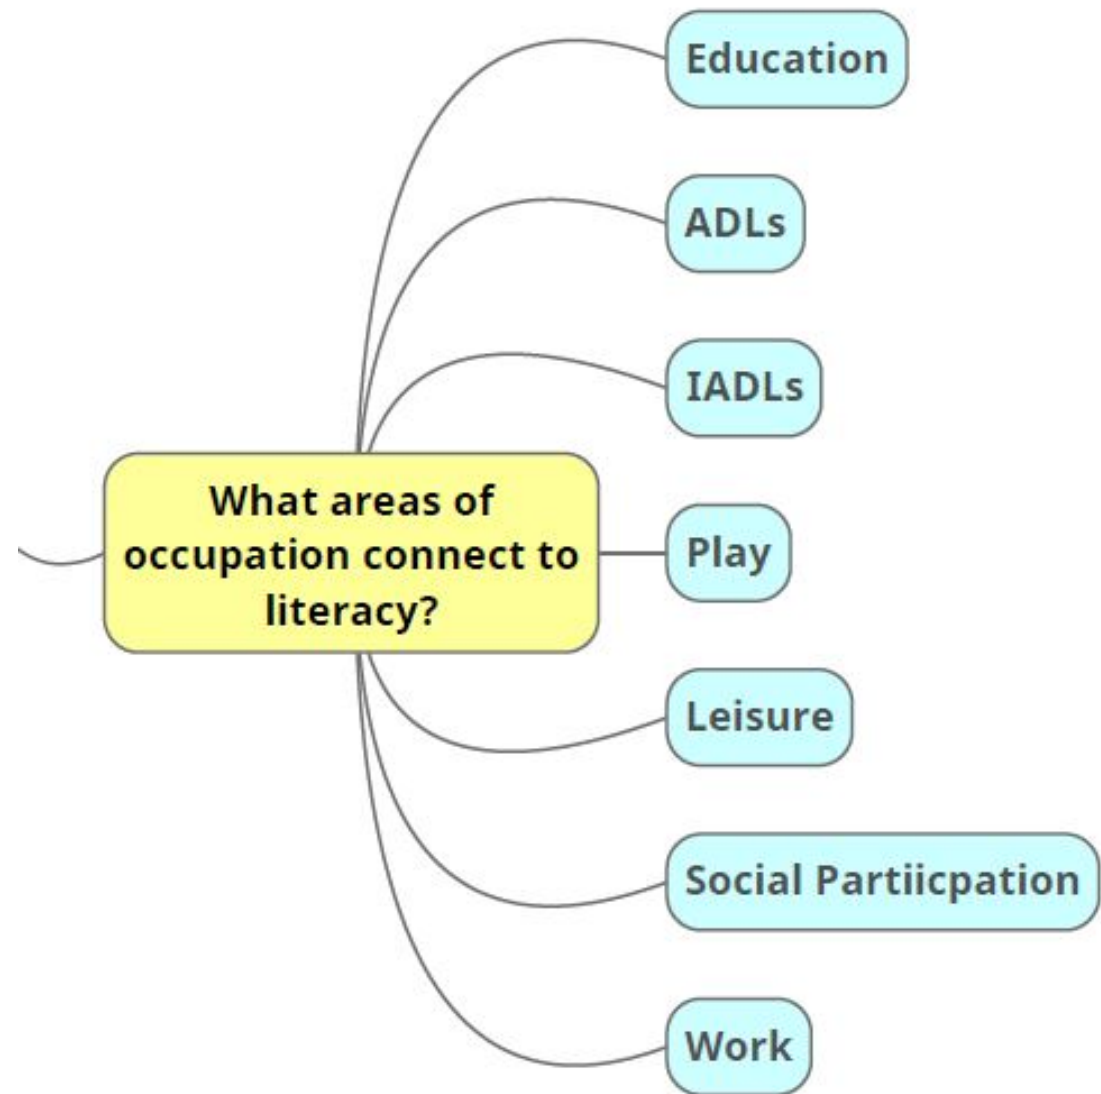 Education
ADLs
IADLs
What areas of
occupation connect to
literacy?
Play
Leisure
Social Partiicpation
Work